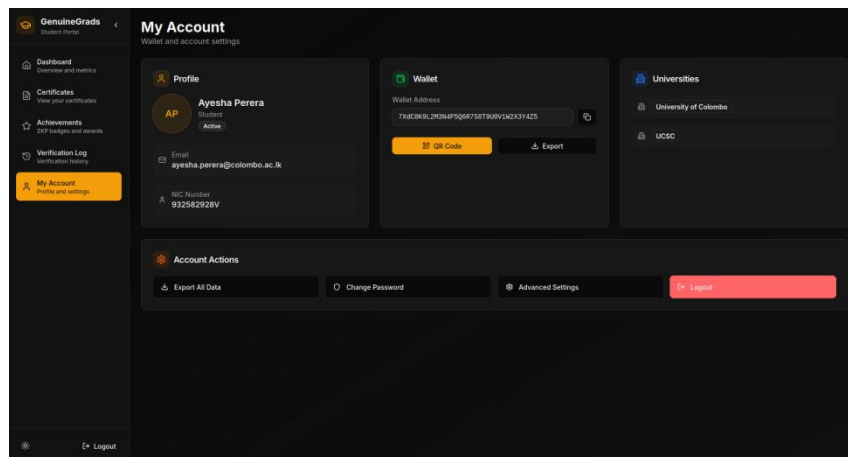 GenuineGrads
Student Portal
Dashboard
Overview and metrics
Certificates
View your certificates
Achievements
ZKP badges and awards
Verification Log
Verification history
My Account
Profile and settings
Logout
My Account
Wallet and account settings
Profile
AP
Ayesha Perera
Student
Active
Email
ayesha.perera@colombo.ac.lk
NIC Number
932582928V
Wallet
Wallet Address
7XdC8K9L2M3N4P5Q6R7S8T9U0V1W2X3Y4Z5
QR Code
Export
Universities
University of Colombo
UCSC
Account Actions
Export All Data
Change Password
Advanced Settings
Logout